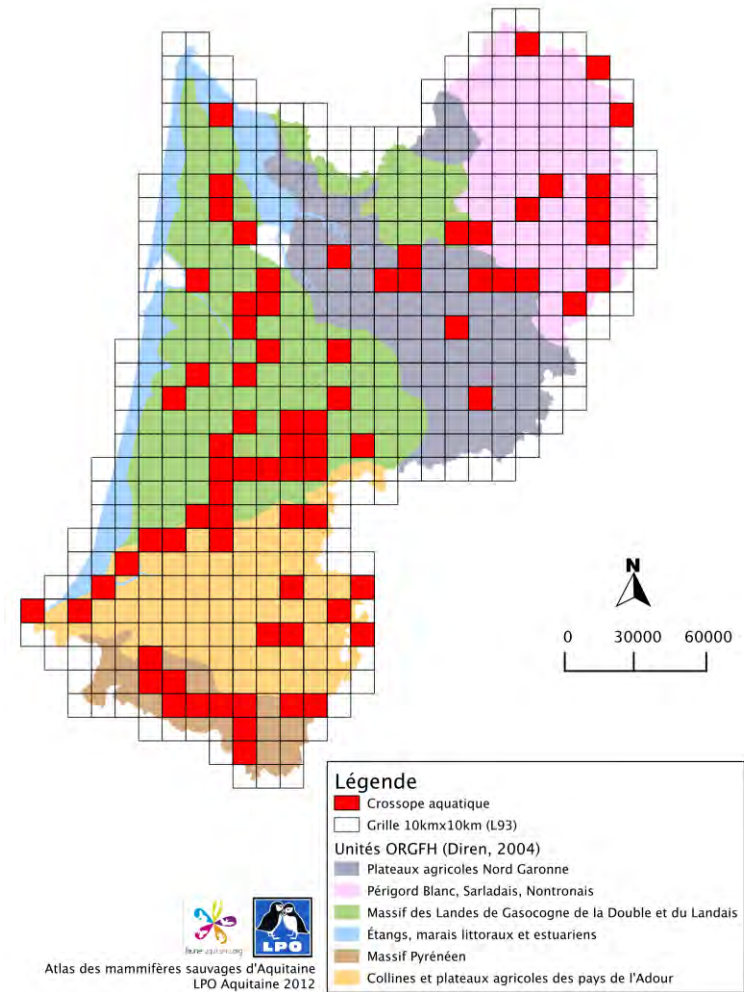 N
0 30000 60000
Légende
Crossope aquatique
Grille 10kmx10km (L93)
Unités ORGFH (Diren, 2004)
Plateaux agricoles Nord Garonne
Périgord Blanc, Sarladais, Nontronais
Massif des Landes de Gasocogne de la Double et du Landais
Étangs, marais littoraux et estuariens
Massif Pyrénéen
Collines et plateaux agricoles des pays de l'Adour
LPO
Atlas des mammifères sauvages d'Aquitaine
LPO Aquitaine 2012